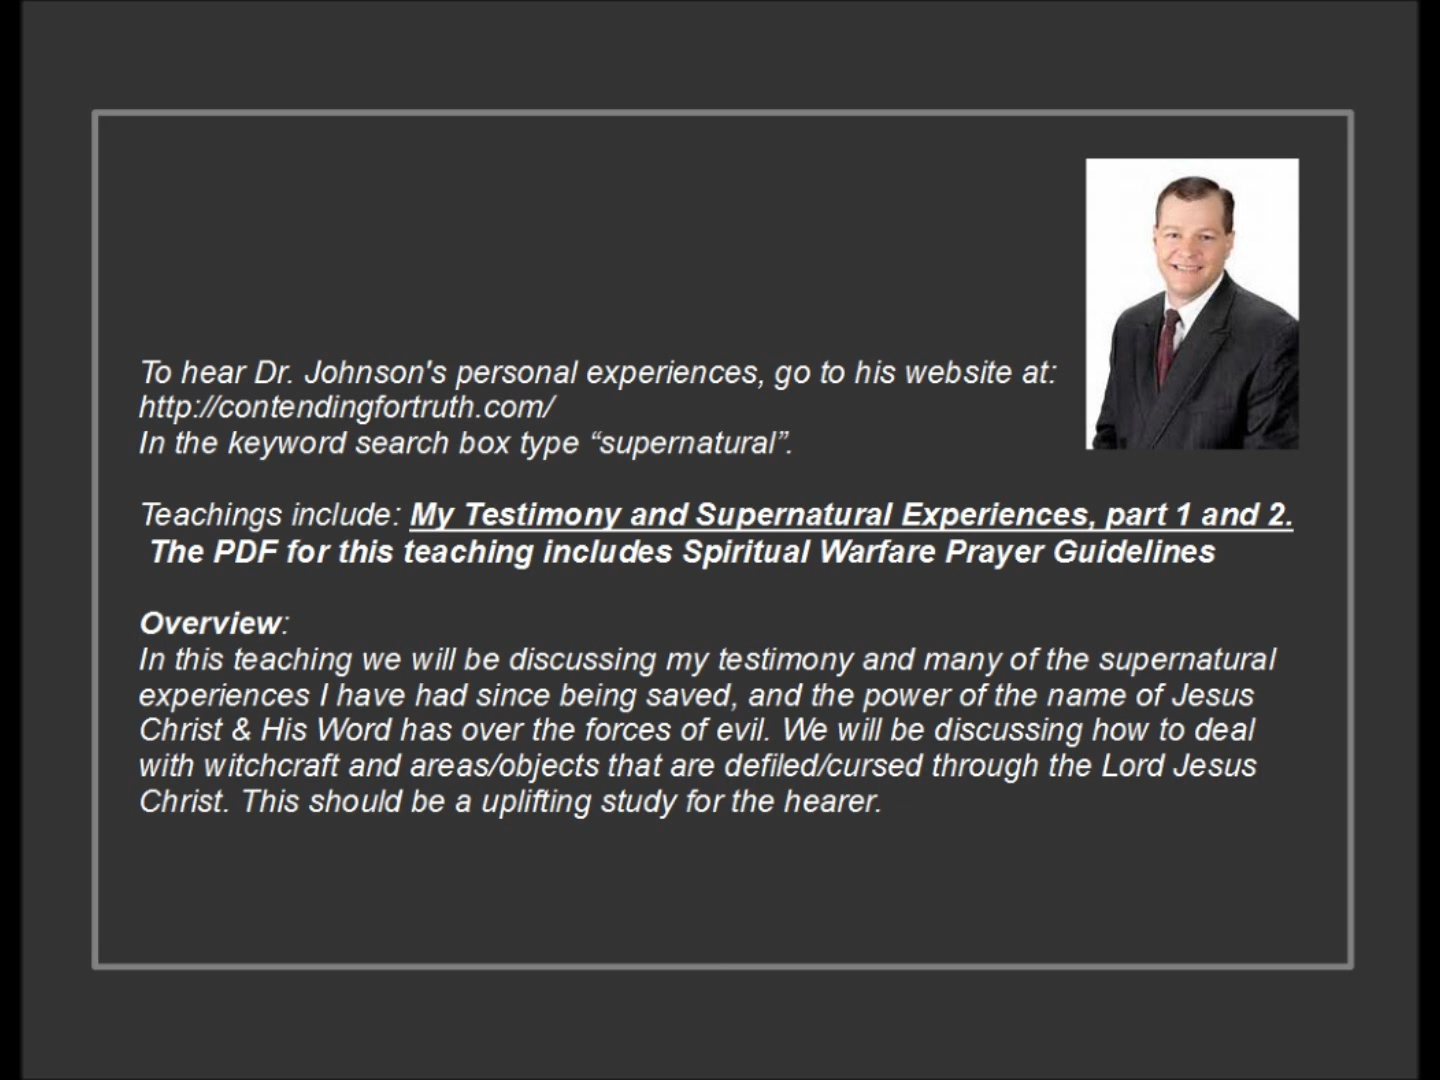 To hear Dr. Johnson's personal experiences, go to his website at:
http://contendingfortruth.com/
In the keyword search box type “supernatural”.
Teachings include: My Testimony and Supernatural Experiences, part 1 and 2.
The PDF for this teaching includes Spiritual Warfare Prayer Guidelines
Overview:
In this teaching we will be discussing my testimony and many of the supernatural
experiences I have had since being saved, and the power of the name of Jesus
Christ & His Word has over the forces of evil. We will be discussing how to deal
with witchcraft and areas/objects that are defiled/cursed through the Lord Jesus
Christ. This should be a uplifting study for the hearer.